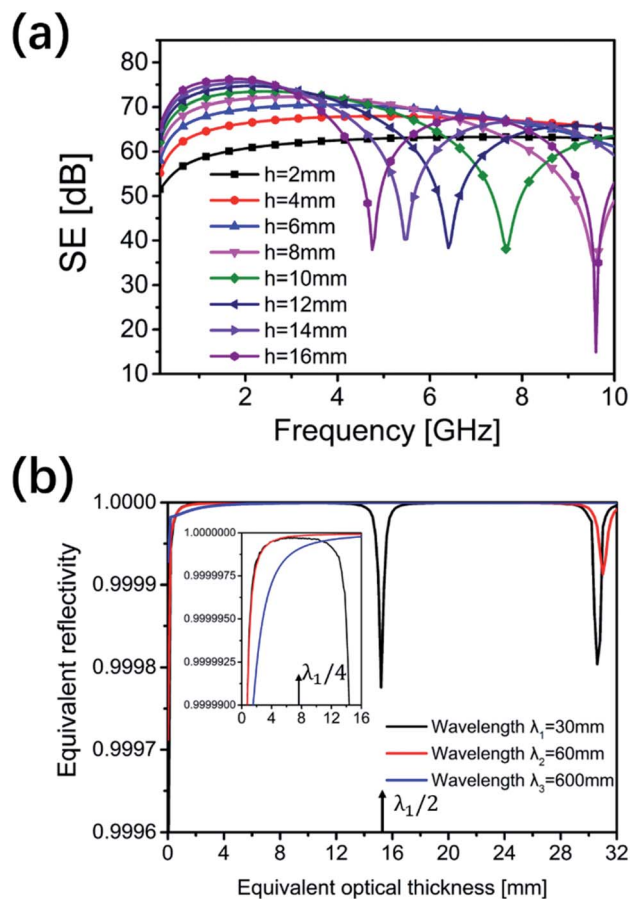 (a)
80
70
60
50
40
30
20
10
SE [dB]
h=2mm
h=4mm
h=6mm
h=8mm
h=10mm
h=12mm
h=14mm
h=16mm
2 4 6 8 10
Frequency [GHz]
(b)
1.0000
0.9999
0.9998
0.9997
0.9996
Equivalent reflectivity
1.0000000
0.9999975
0.9999950
0.9999925
0.9999900
λ₁/4
0 4 8 12 16
Wavelength λ₁=30mm
Wavelength λ₂=60mm
Wavelength λ₃=600mm
λ₁/2
0 4 8 12 16 20 24 28 32
Equivalent optical thickness [mm]